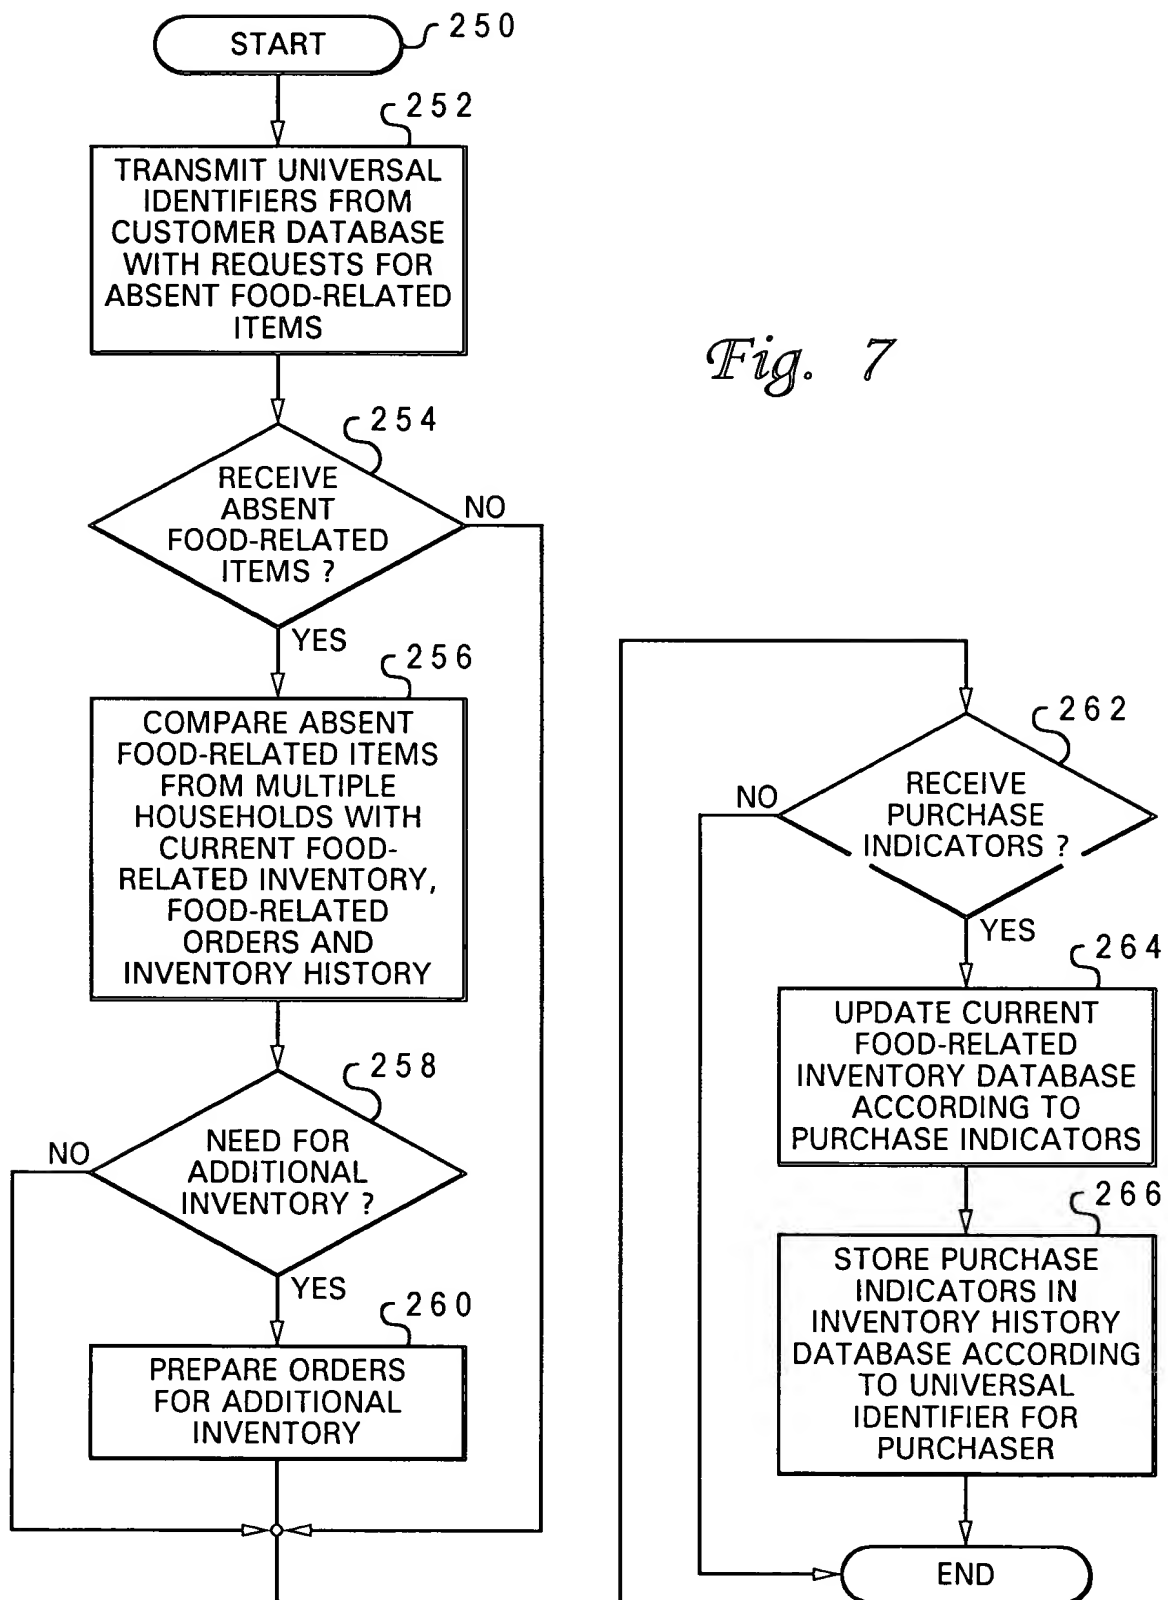 START
250
252
TRANSMIT UNIVERSAL
IDENTIFIERS FROM
CUSTOMER DATABASE
WITH REQUESTS FOR
ABSENT FOOD-RELATED
ITEMS
Fig. 7
254
RECEIVE
ABSENT
FOOD-RELATED
ITEMS ?
NO
YES
256
COMPARE ABSENT
FOOD-RELATED ITEMS
FROM MULTIPLE
HOUSEHOLDS WITH
CURRENT FOOD-
RELATED INVENTORY,
FOOD-RELATED
ORDERS AND
INVENTORY HISTORY
258
NEED FOR
ADDITIONAL
INVENTORY ?
NO
YES
260
PREPARE ORDERS
FOR ADDITIONAL
INVENTORY
262
RECEIVE
PURCHASE
INDICATORS ?
NO
YES
264
UPDATE CURRENT
FOOD-RELATED
INVENTORY DATABASE
ACCORDING TO
PURCHASE INDICATORS
266
STORE PURCHASE
INDICATORS IN
INVENTORY HISTORY
DATABASE ACCORDING
TO UNIVERSAL
IDENTIFIER FOR
PURCHASER
END